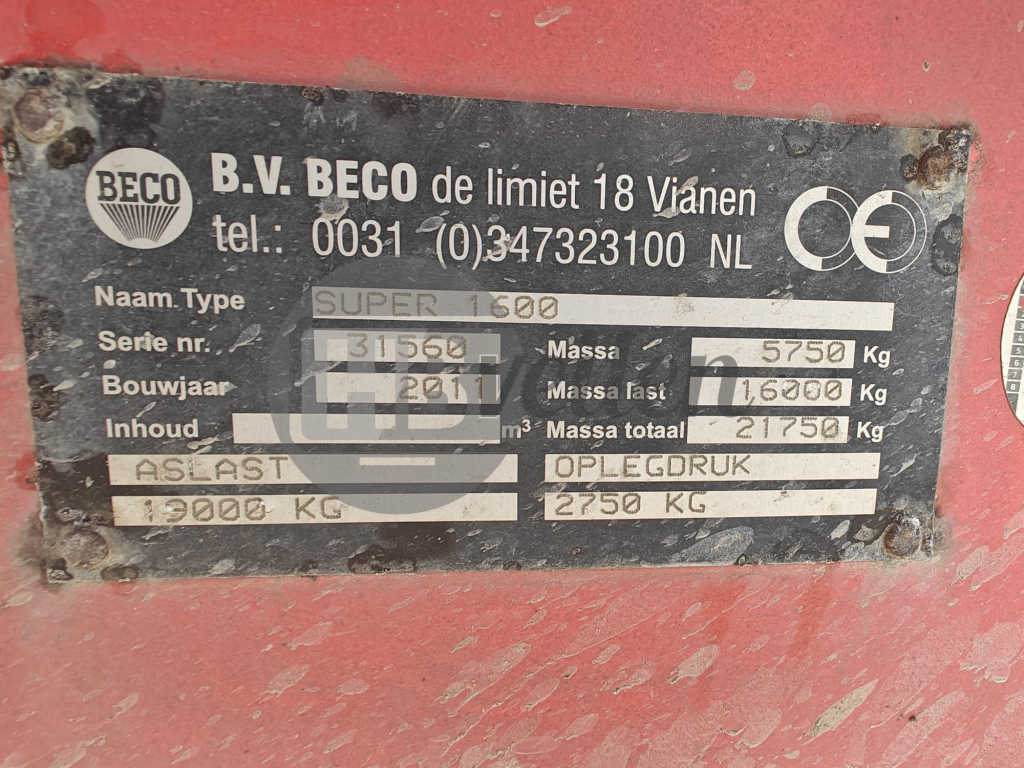 BECO
B.V. BECO de limiet 18 Vianen
tel.: 0031 (0)347323100 NL
CE
Naam Type SUPER 1600
Serie nr. 31560 Massa 5750 Kg
Bouwjaar 2011 Massa last 16000 Kg
Inhoud m³ Massa totaal 21750 Kg
ASLAST OPLEGDRUK
19000 KG 2750 KG